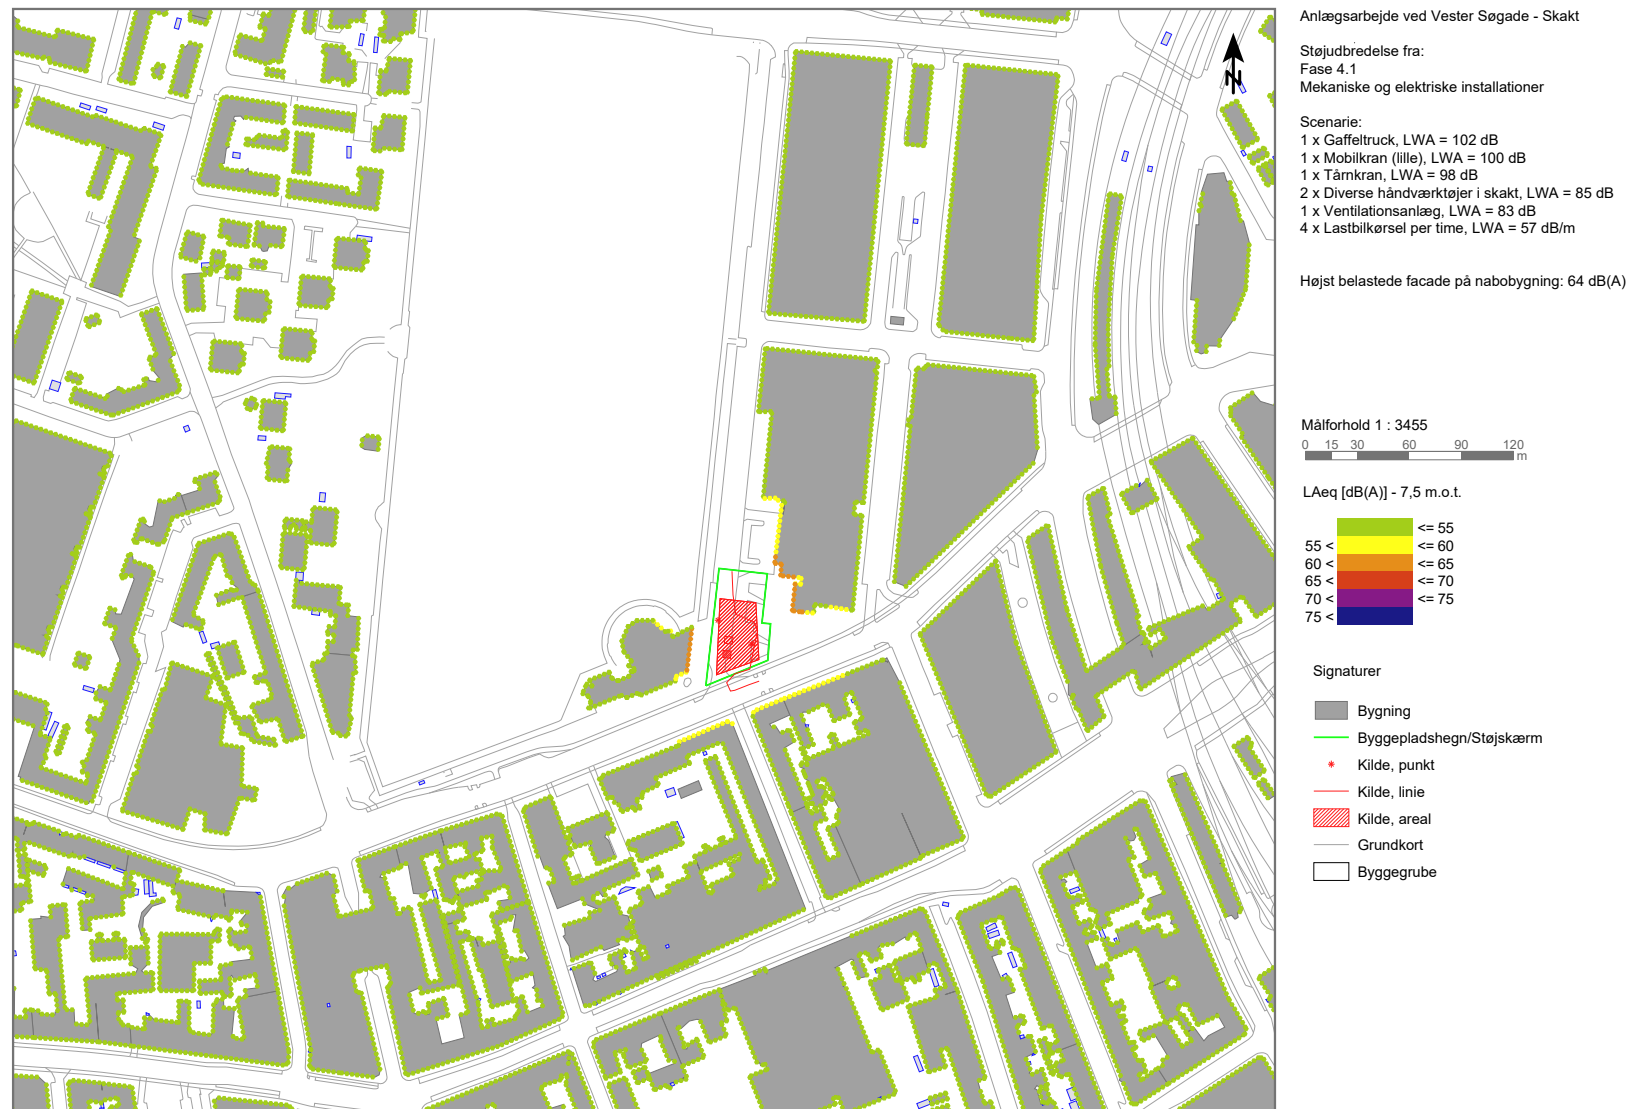 Anlægsarbejde ved Vester Søgade - Skakt
Støjudbredelse fra:
Fase 4.1
Mekaniske og elektriske installationer
Scenarie:
1 x Gaffeltruck, LWA = 102 dB
1 x Mobilkran (lille), LWA = 100 dB
1 x Tårnkran, LWA = 98 dB
2 x Diverse håndværktøjer i skakt, LWA = 85 dB
1 x Ventilationsanlæg, LWA = 83 dB
4 x Lastbilkørsel per time, LWA = 57 dB/m
Højst belastede facade på nabobygning: 64 dB(A)
N
Målforhold 1 : 3455
0 15 30 60 90 120
m
LAeq [dB(A)] - 7,5 m.o.t.
<= 55
55 < <= 60
60 < <= 65
65 < <= 70
70 < <= 75
75 <
Signaturer
Bygning
Byggepladshegn/Støjskærm
Kilde, punkt
Kilde, linie
Kilde, areal
Grundkort
Byggegrube